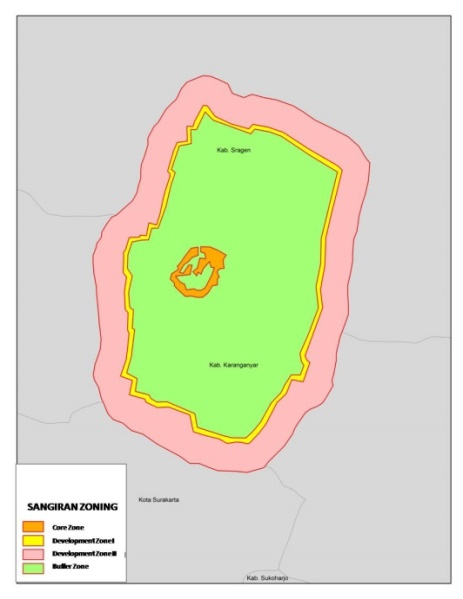 Kab. Sragen
Kab. Karanganyar
Kota Surakarta
Kab. Sukoharjo
SANGIRAN ZONING
Core Zone
Development Zone I
Development Zone II
Buffer Zone